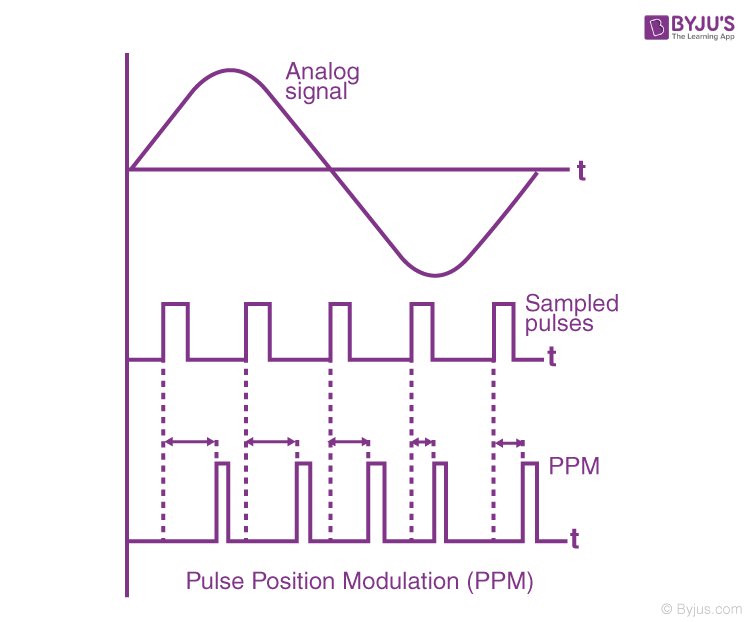 BYJU'S
The Learning App
Analog
signal
t
Sampled
pulses
t
PPM
t
Pulse Position Modulation (PPM)
© Byjus.com